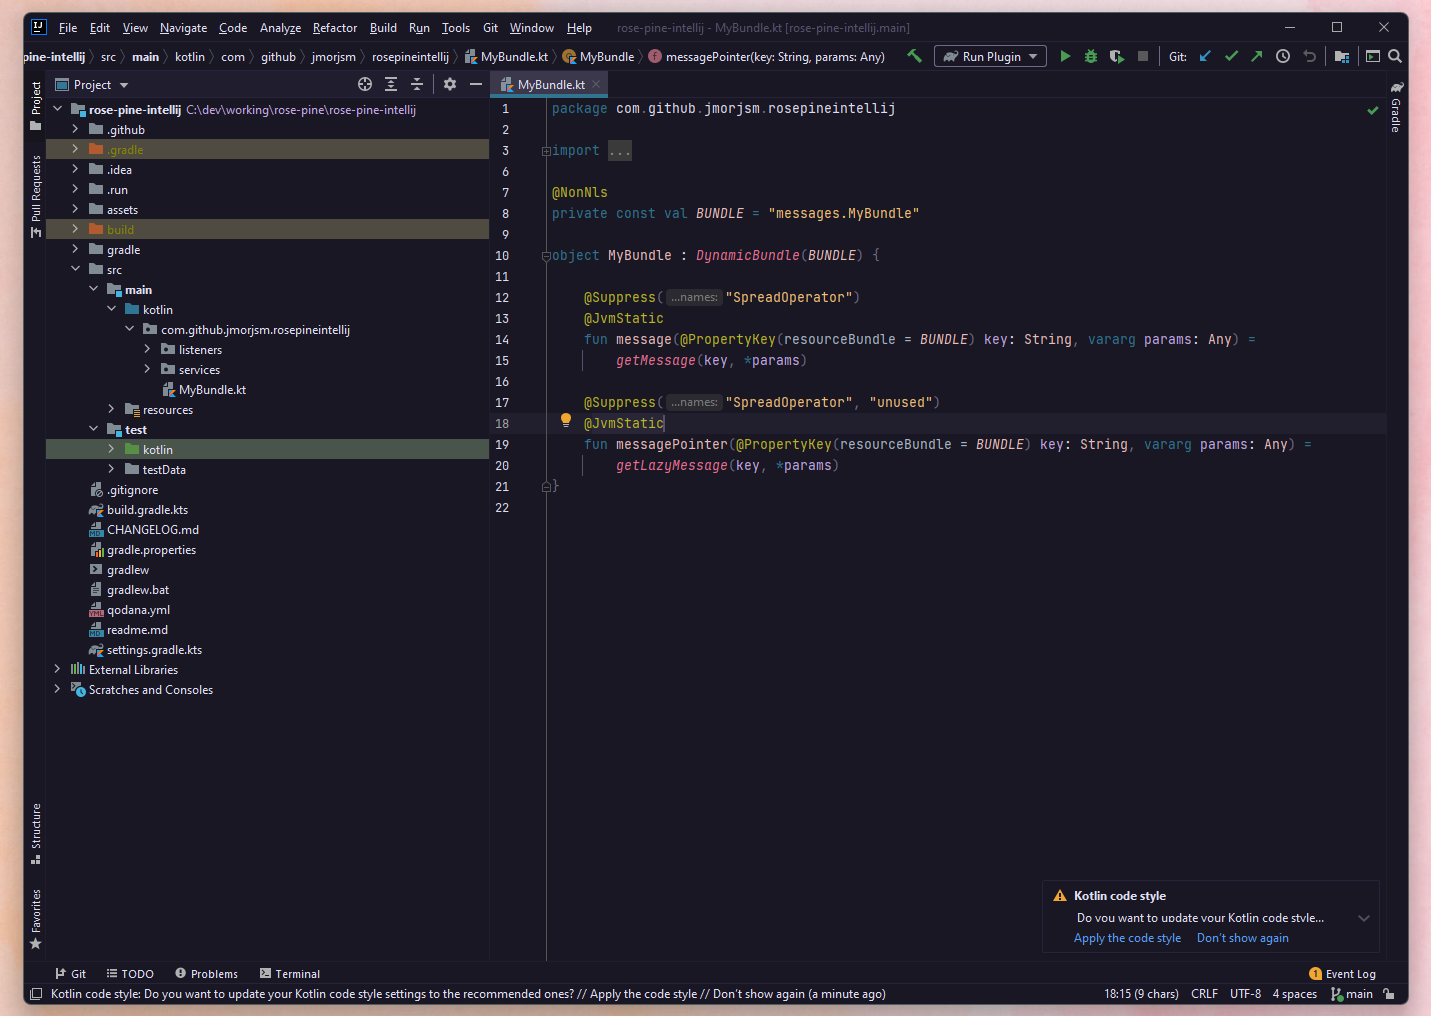 IJ File Edit View Navigate Code Analyze Refactor Build Run Tools Git Window Help rose-pine-intellij - MyBundle.kt [rose-pine-intellij.main]
pine-intellij src main kotlin com github jmorjsm rosepineintellij MyBundle.kt MyBundle messagePointer(key: String, params: Any) Run Plugin Git:
Project
MyBundle.kt
Project
Pull Requests
Structure
Favorites
Gradle
rose-pine-intellij C:\dev\working\rose-pine\rose-pine-intellij
.github
.gradle
.idea
.run
assets
build
gradle
src
main
kotlin
com.github.jmorjsm.rosepineintellij
listeners
services
MyBundle.kt
resources
test
kotlin
testData
.gitignore
build.gradle.kts
CHANGELOG.md
gradle.properties
gradlew
gradlew.bat
qodana.yml
readme.md
settings.gradle.kts
External Libraries
Scratches and Consoles
1 package com.github.jmorjsm.rosepineintellij
2
3 import ...
6
7 @NonNls
8 private const val BUNDLE = "messages.MyBundle"
9
10 object MyBundle : DynamicBundle(BUNDLE) {
11
12 @Suppress( ...names: "SpreadOperator")
13 @JvmStatic
14 fun message(@PropertyKey(resourceBundle = BUNDLE) key: String, vararg params: Any) =
15 getMessage(key, *params)
16
17 @Suppress( ...names: "SpreadOperator", "unused")
18 @JvmStatic
19 fun messagePointer(@PropertyKey(resourceBundle = BUNDLE) key: String, vararg params: Any) =
20 getLazyMessage(key, *params)
21 }
22
Kotlin code style
Do you want to update your Kotlin code style...
Apply the code style Don't show again
Git TODO Problems Terminal 1 Event Log
Kotlin code style: Do you want to update your Kotlin code style settings to the recommended ones? // Apply the code style // Don't show again (a minute ago) 18:15 (9 chars) CRLF UTF-8 4 spaces main